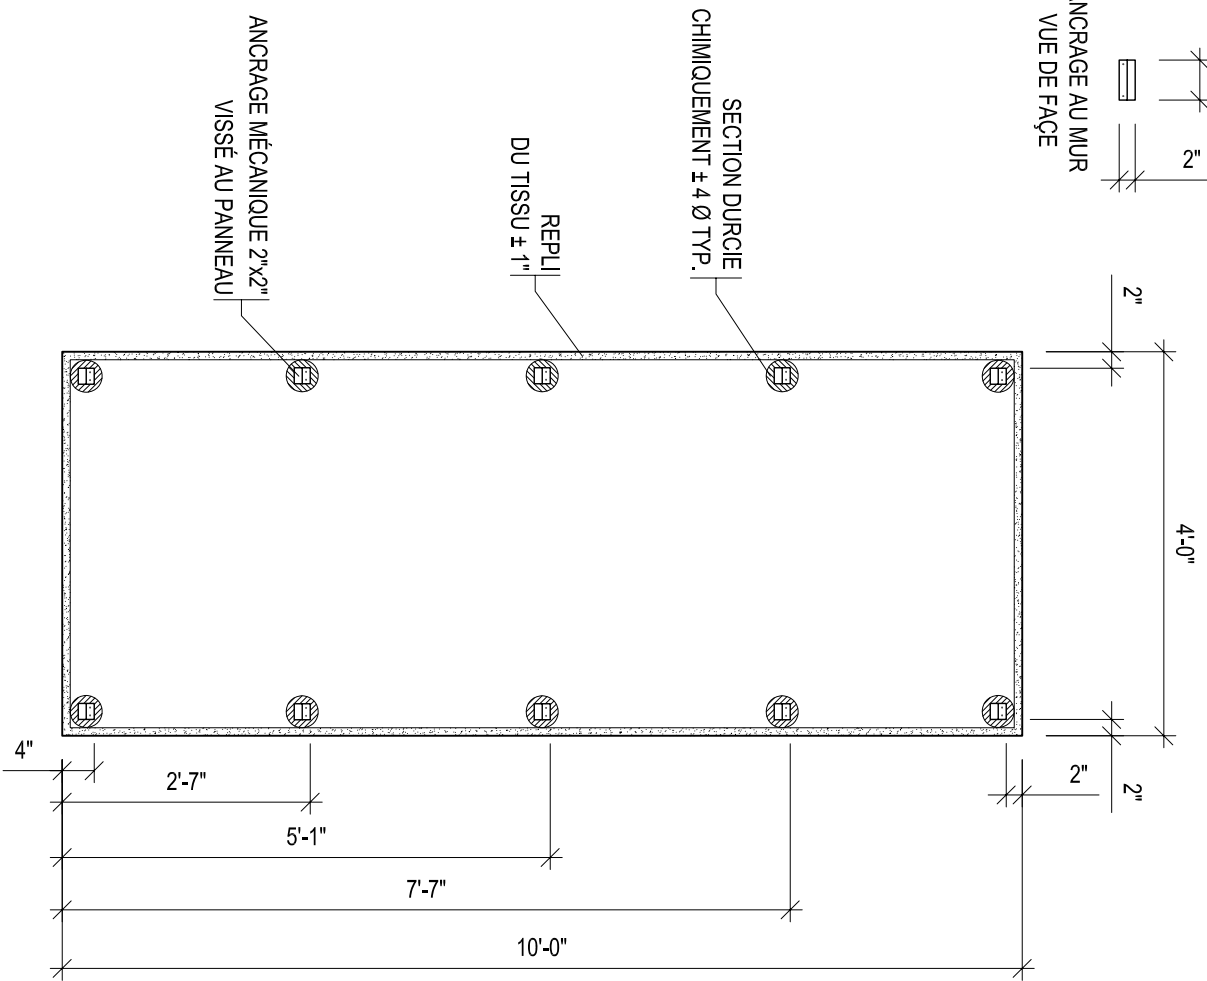 NCRAGE AU MUR
VUE DE FAÇE
2"
SECTION DURCIE
CHIMIQUEMENT ± 4 Ø TYP.
REPLI
DU TISSU ± 1"
ANCRAGE MÉCANIQUE 2"x2"
VISSÉ AU PANNEAU
2"
4'-0"
2"
2"
4"
2'-7"
5'-1"
7'-7"
10'-0"